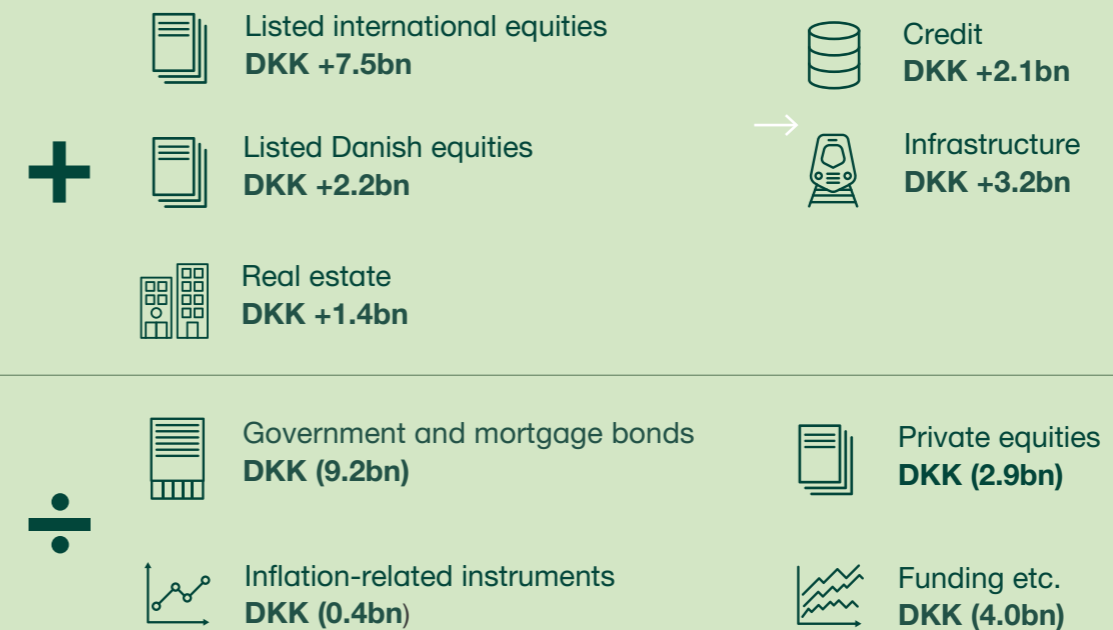 Listed international equities
DKK +7.5bn
Credit
DKK +2.1bn
Listed Danish equities
DKK +2.2bn
Infrastructure
DKK +3.2bn
Real estate
DKK +1.4bn
Government and mortgage bonds
DKK (9.2bn)
Private equities
DKK (2.9bn)
Inflation-related instruments
DKK (0.4bn)
Funding etc.
DKK (4.0bn)